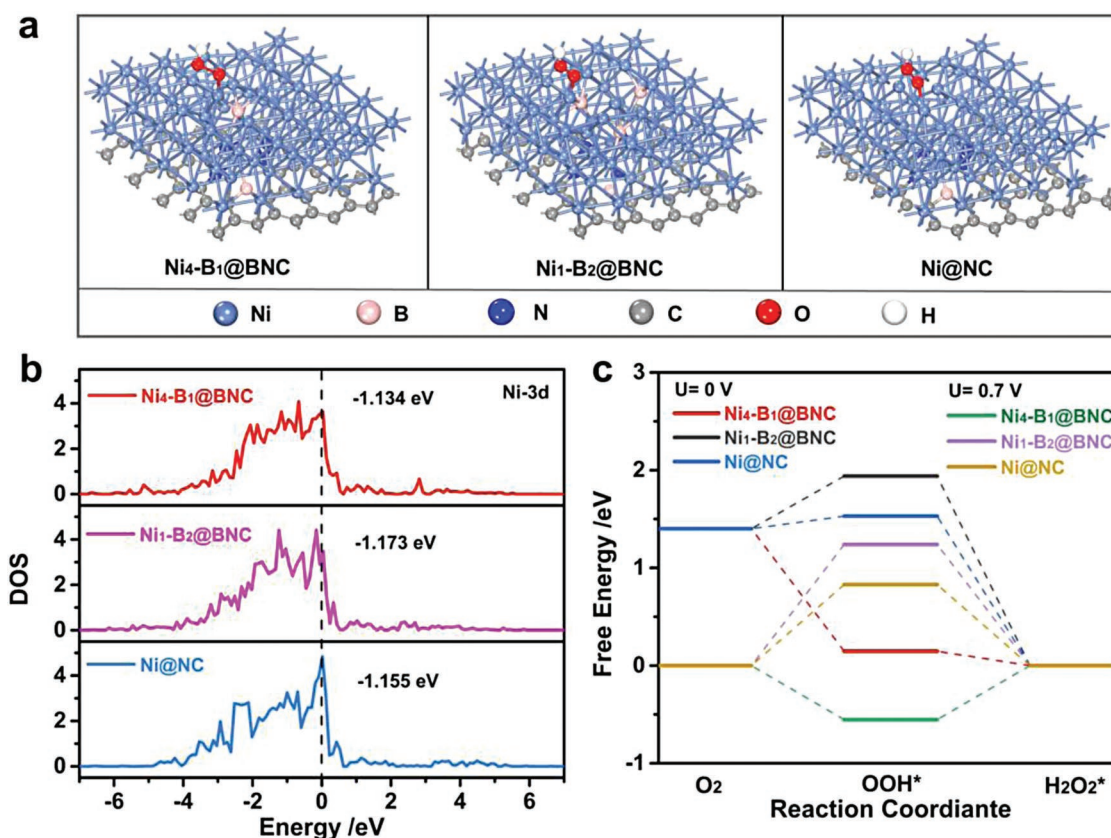 a
Ni₄-B₁@BNC
Ni₁-B₂@BNC
Ni@NC
Ni
B
N
C
O
H
b
Ni₄-B₁@BNC
-1.134 eV
Ni-3d
Ni₁-B₂@BNC
-1.173 eV
Ni@NC
-1.155 eV
4
2
0
4
2
0
4
2
0
DOS
-6
-4
-2
0
2
4
6
Energy /eV
c
U= 0 V
Ni₄-B₁@BNC
Ni₁-B₂@BNC
Ni@NC
U= 0.7 V
Ni₄-B₁@BNC
Ni₁-B₂@BNC
Ni@NC
3
2
1
0
-1
Free Energy /eV
O₂
OOH*
H₂O₂*
Reaction Coordiante